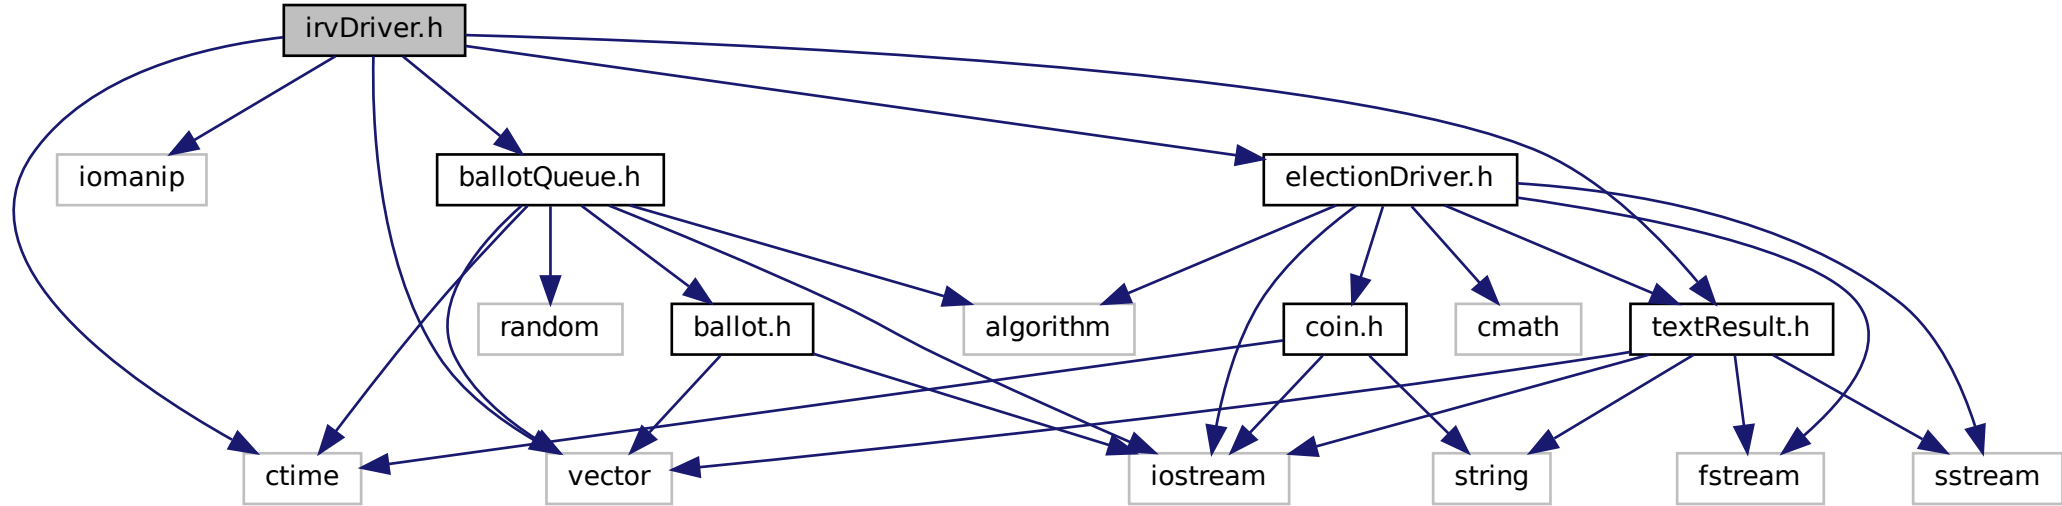 irvDriver.h
iomanip
ballotQueue.h
electionDriver.h
random
ballot.h
algorithm
coin.h
cmath
textResult.h
ctime
vector
iostream
string
fstream
sstream